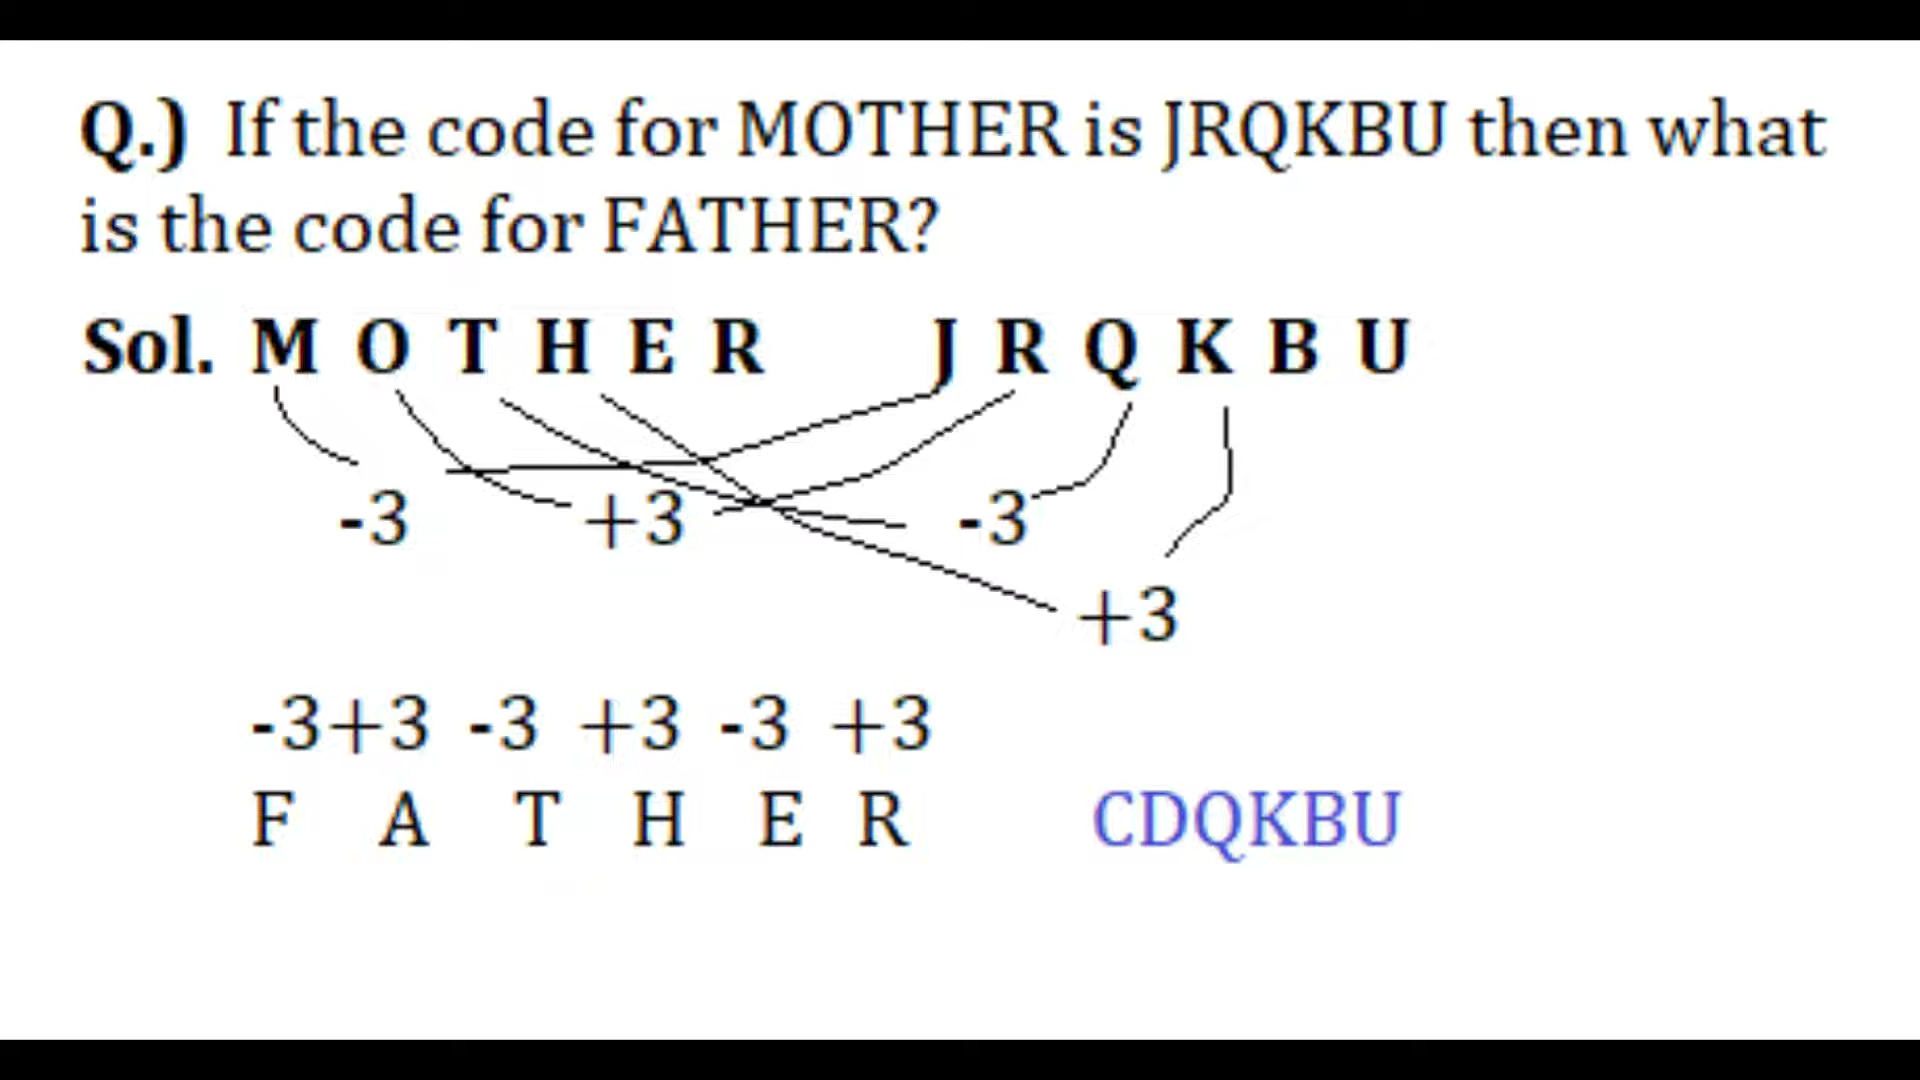 Q.) If the code for MOTHER is JRQKBU then what
is the code for FATHER?
Sol. M O T H E R J R Q K B U
-3 +3 -3
+3
-3+3 -3 +3 -3 +3
F A T H E R CDQKBU